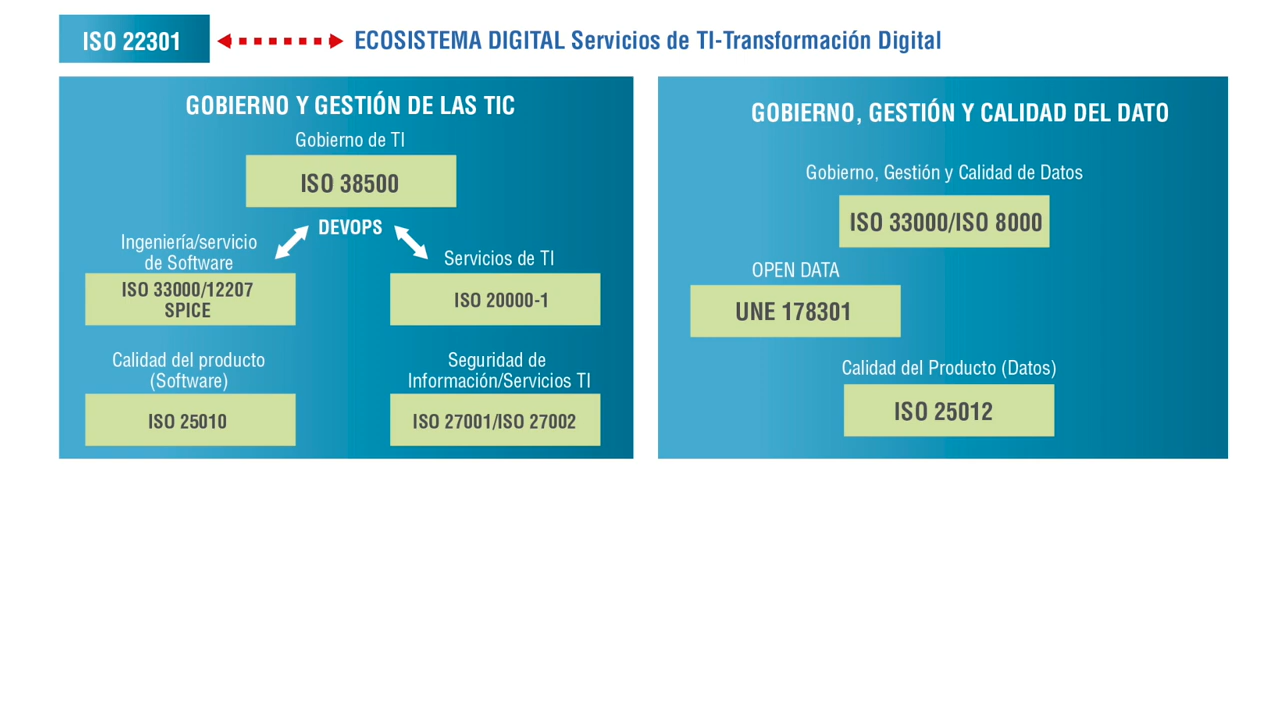 ISO 22301
ECOSISTEMA DIGITAL Servicios de TI-Transformación Digital
GOBIERNO Y GESTIÓN DE LAS TIC
Gobierno de TI
ISO 38500
DEVOPS
Ingeniería/servicio
de Software
ISO 33000/12207
SPICE
Servicios de TI
ISO 20000-1
Calidad del producto
(Software)
ISO 25010
Seguridad de
Información/Servicios TI
ISO 27001/ISO 27002
GOBIERNO, GESTIÓN Y CALIDAD DEL DATO
Gobierno, Gestión y Calidad de Datos
ISO 33000/ISO 8000
OPEN DATA
UNE 178301
Calidad del Producto (Datos)
ISO 25012